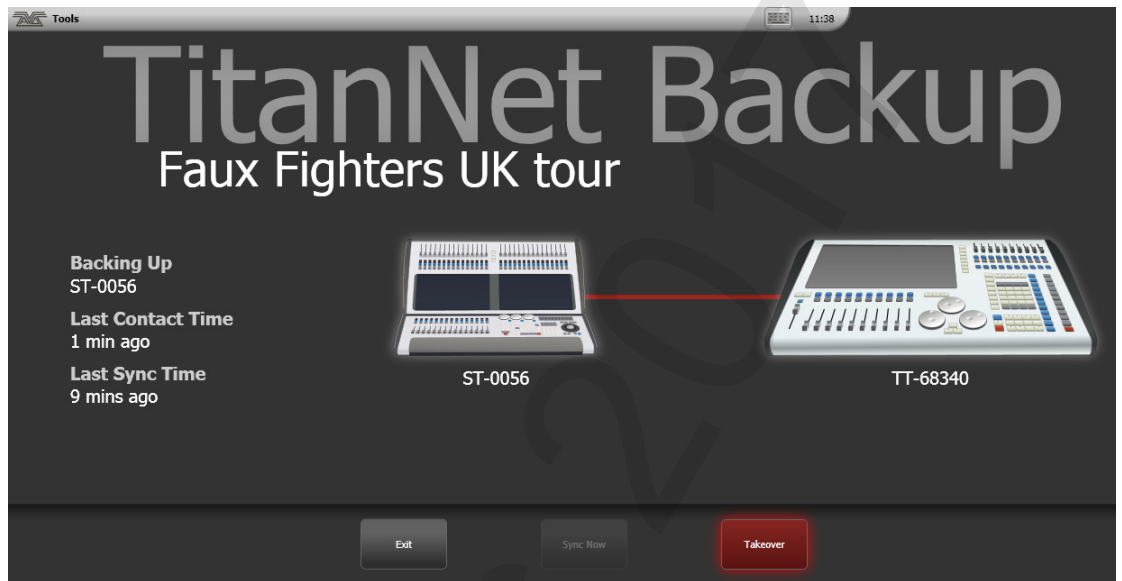 Tools
11:38
TitanNet Backup
Faux Fighters UK tour
Backing Up
ST-0056
Last Contact Time
1 min ago
Last Sync Time
9 mins ago
ST-0056
TT-68340
Exit
Sync Now
Takeover